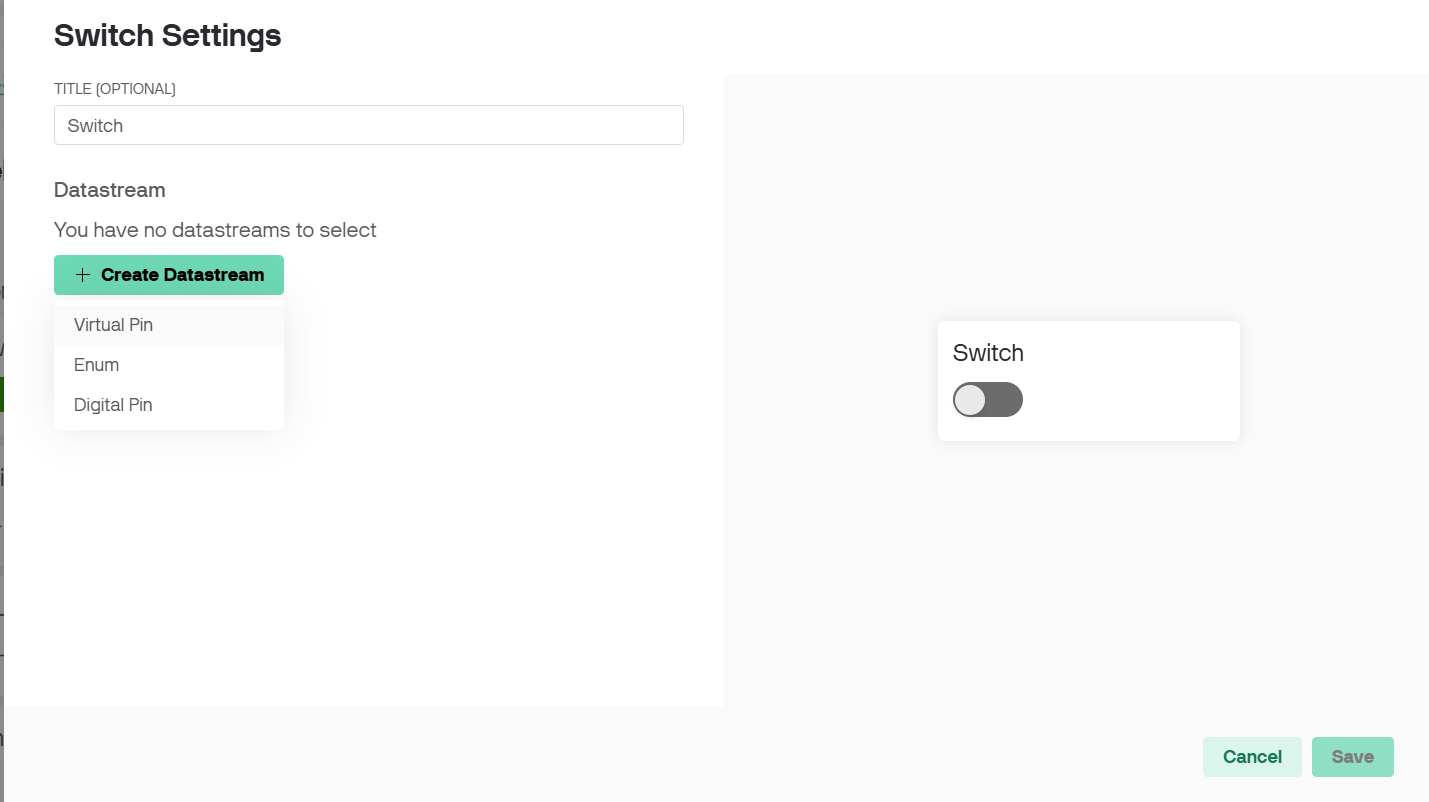 Switch Settings
TITLE (OPTIONAL)
Switch
Datastream
You have no datastreams to select
Create Datastream
Virtual Pin
Enum
Digital Pin
Switch
Cancel
Save